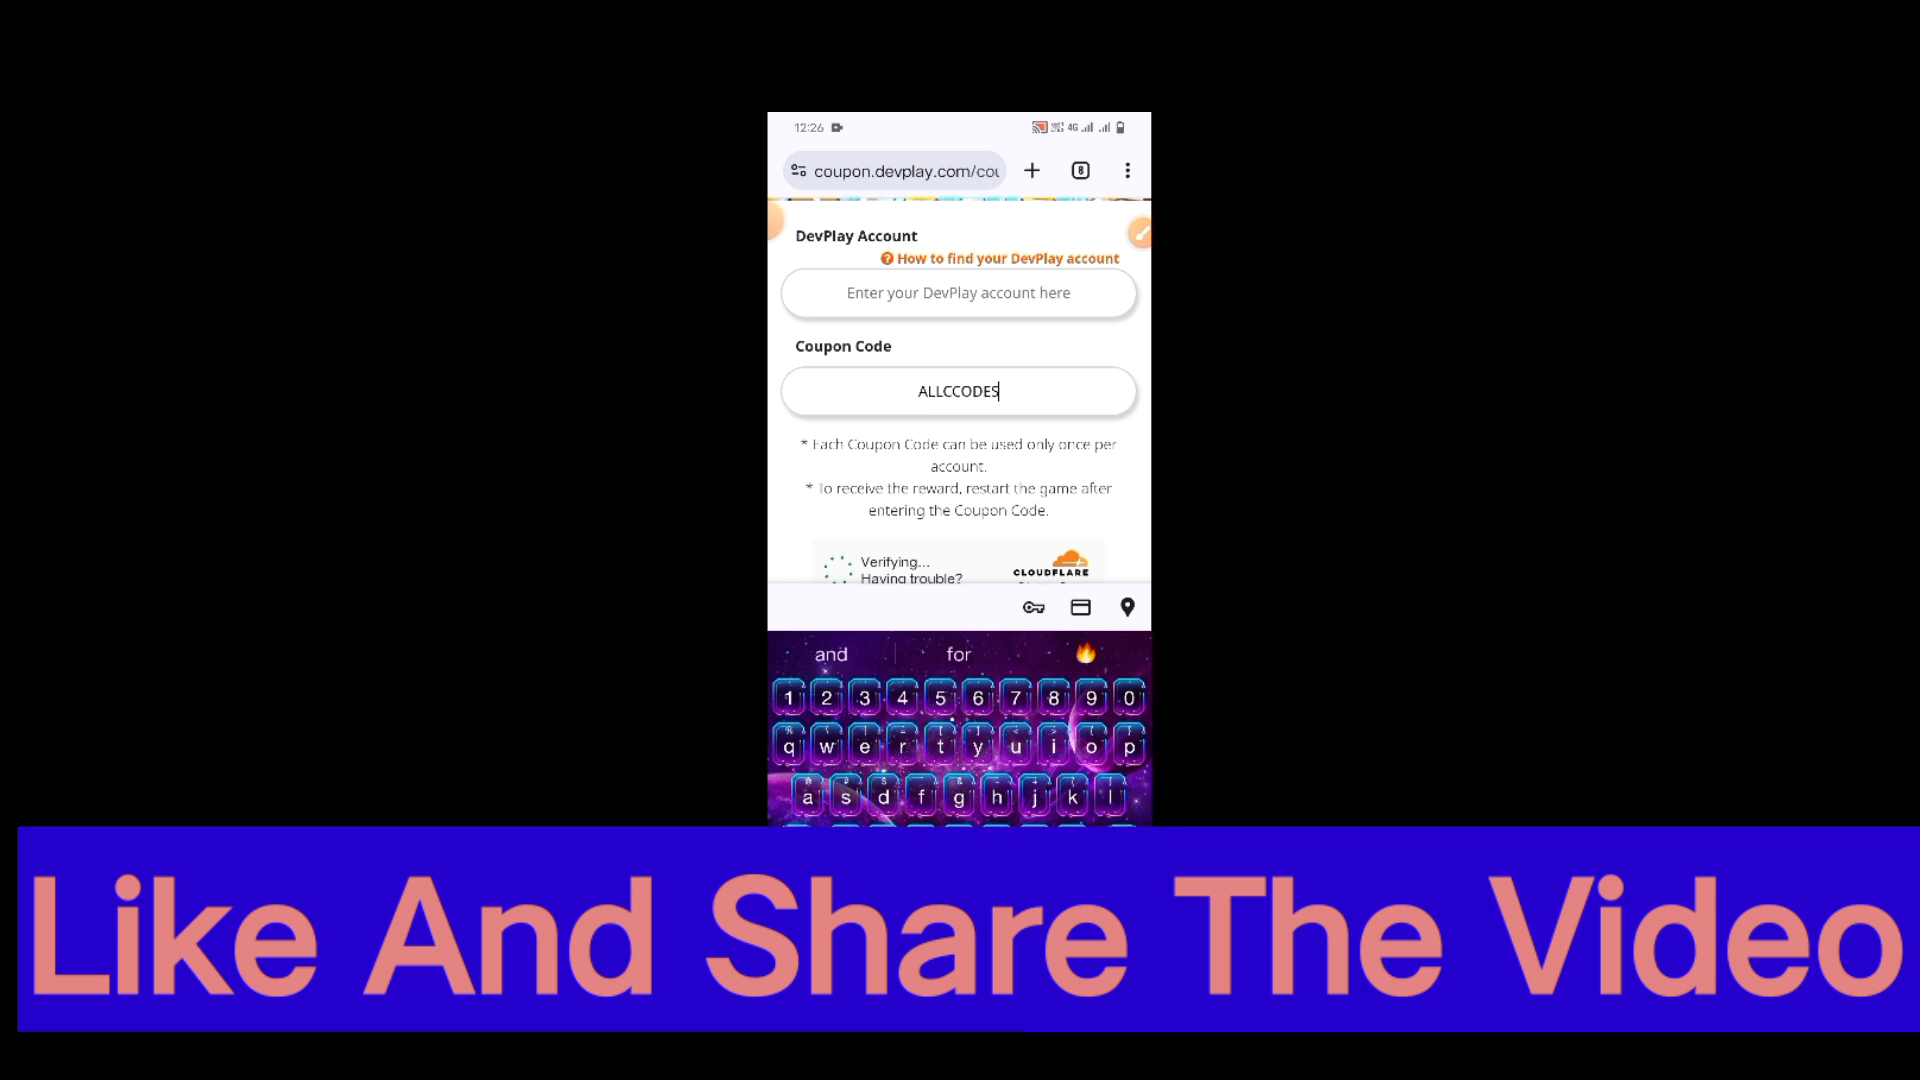 12:26 4G
coupon.devplay.com/cou 8
DevPlay Account
How to find your DevPlay account
Enter your DevPlay account here
Coupon Code
ALLCCODES
* Each Coupon Code can be used only once per
account.
* To receive the reward, restart the game after
entering the Coupon Code.
Verifying...
Having trouble?
CLOUDFLARE
and for
1 2 3 4 5 6 7 8 9 0
q w e r t y u i o p
a s d f g h j k l
Like And Share The Video